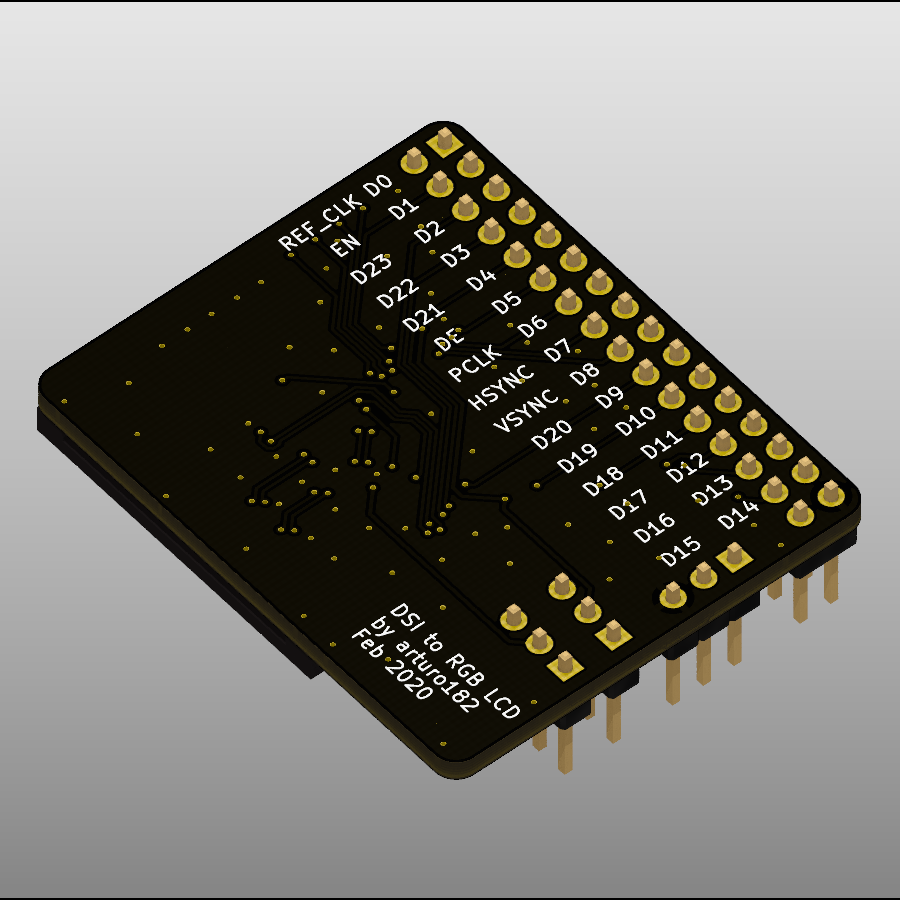 REF_CLK D0
EN D1
D23 D2
D22 D3
D21 D4
DE D5
PCLK D6
HSYNC D7
VSYNC D8
D20 D9
D19 D10
D18 D11
D17 D12
D16 D13
D15 D14
DSI to RGB LCD
by arturo182
Feb 2020